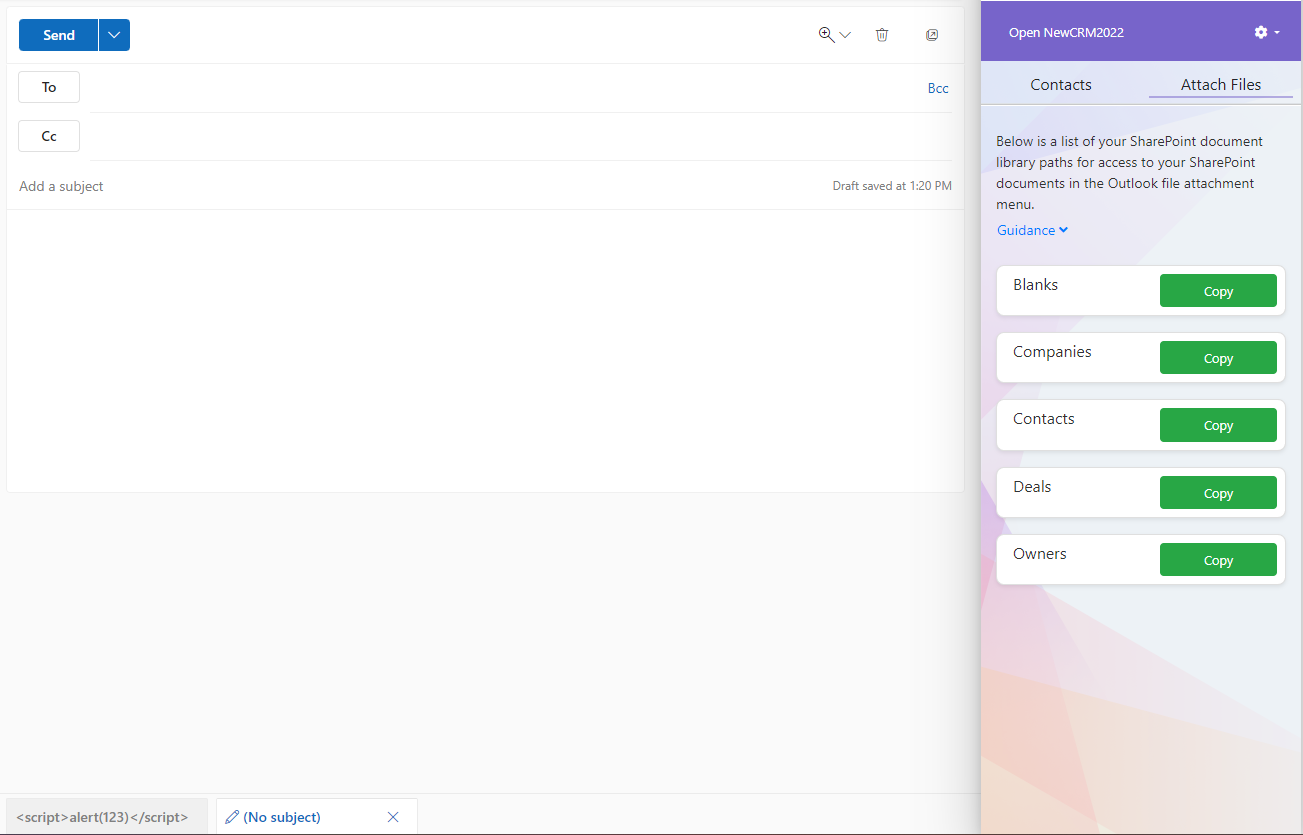 Send
To
Bcc
Cc
Add a subject
Draft saved at 1:20 PM
<script>alert(123)</script>
(No subject)
Open NewCRM2022
Contacts
Attach Files
Below is a list of your SharePoint document
library paths for access to your SharePoint
documents in the Outlook file attachment
menu.
Guidance
Blanks
Copy
Companies
Copy
Contacts
Copy
Deals
Copy
Owners
Copy